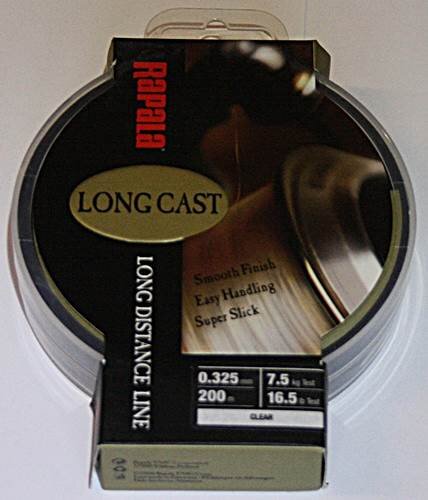 RAPALA
LONG CAST
LONG DISTANCE LINE
Smooth Finish
Easy Handling
Super Slick
0.325 mm
200 m
7.5 kg Test
16.5 lb Test
CLEAR